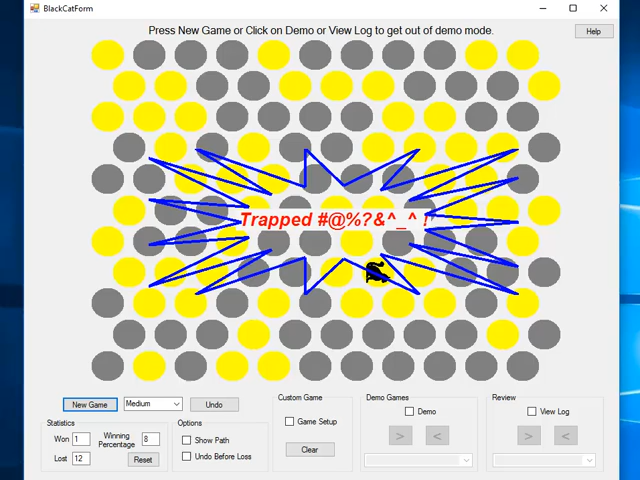 BlackCatForm
Press New Game or Click on Demo or View Log to get out of demo mode.
Help
Trapped #@%?&^_^ !
New Game
Medium
Undo
Custom Game
Game Setup
Clear
Demo Games
Demo
>
<
Review
View Log
>
<
Statistics
Won 1
Winning Percentage 8
Lost 12
Reset
Options
Show Path
Undo Before Loss